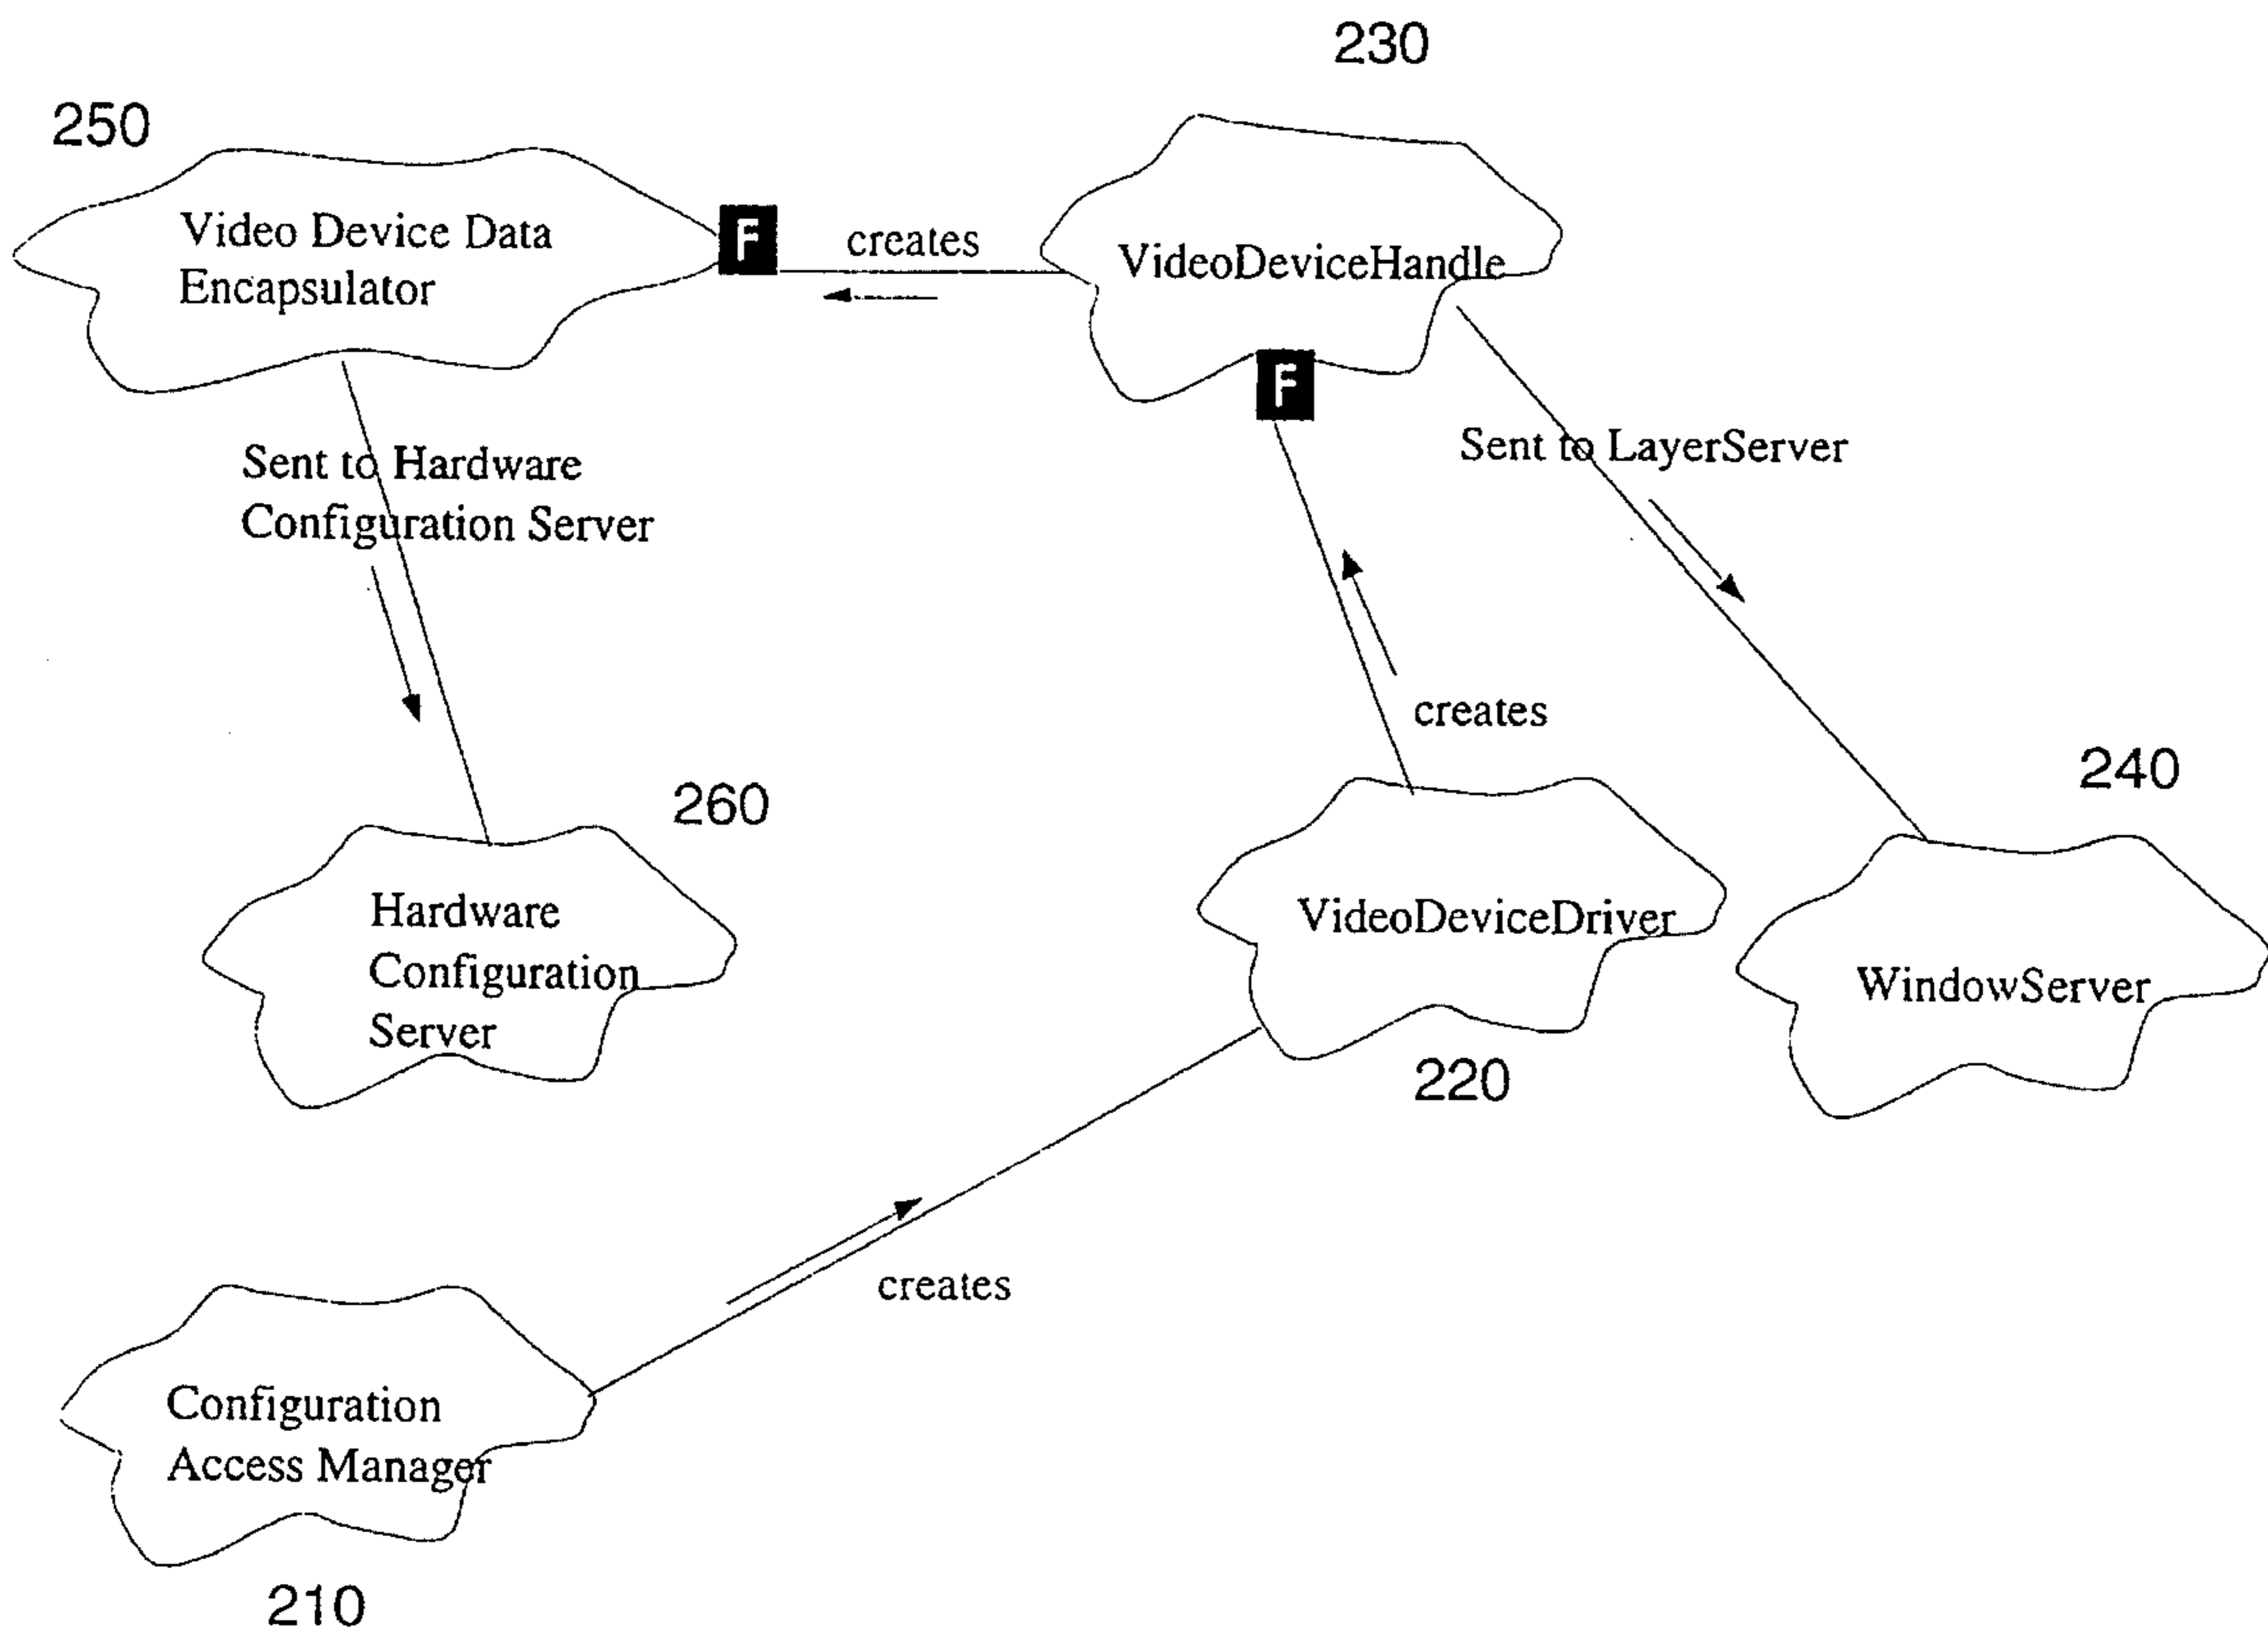 230
250
Video Device Data
Encapsulator
F
creates
VideoDeviceHandle
F
Sent to Hardware
Configuration Server
Sent to LayerServer
creates
260
240
Hardware
Configuration
Server
VideoDeviceDriver
WindowServer
220
creates
Configuration
Access Manager
210